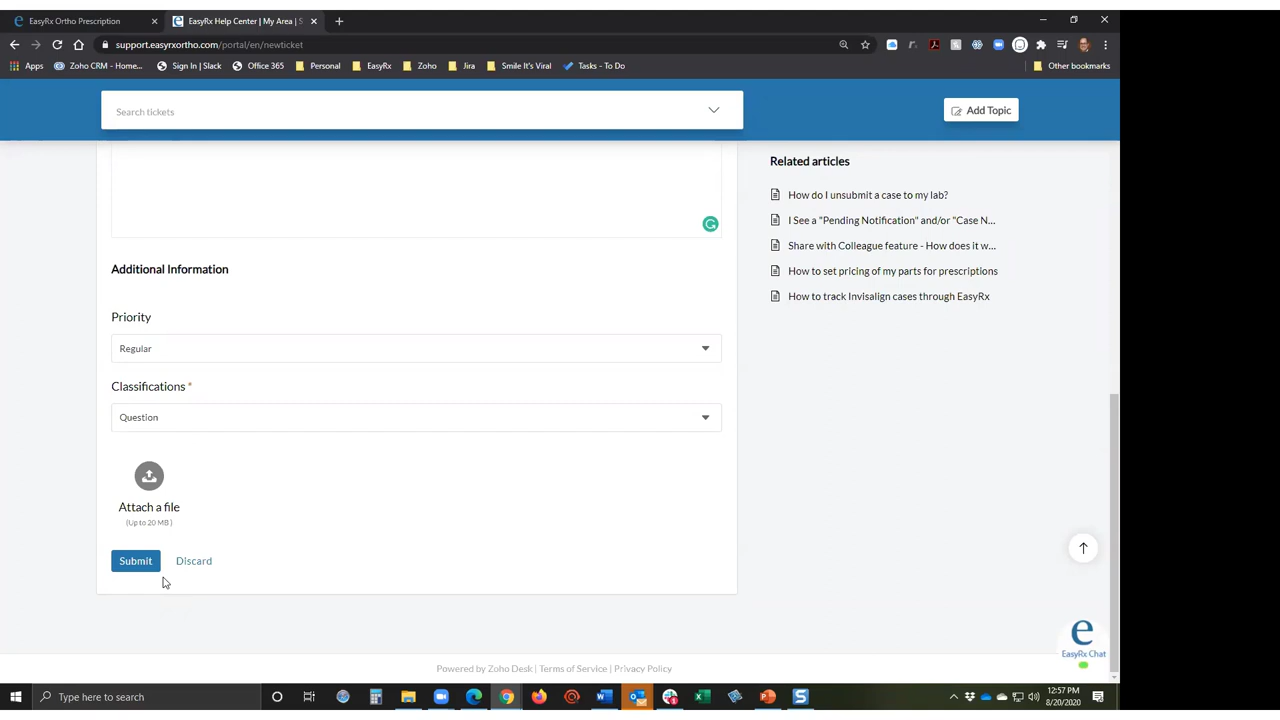 EasyRx Ortho Prescription
EasyRx Help Center | My Area | S
support.easyrxortho.com/portal/en/newticket
Apps
Zoho CRM - Home...
Sign In | Slack
Office 365
Personal
EasyRx
Zoho
Jira
Smile It's Viral
Tasks - To Do
Other bookmarks
Search tickets
Add Topic
Related articles
How do I unsubmit a case to my lab?
I See a "Pending Notification" and/or "Case N...
Share with Colleague feature - How does it w...
How to set pricing of my parts for prescriptions
How to track Invisalign cases through EasyRx
Additional Information
Priority
Regular
Classifications *
Question
Attach a file
(Up to 20 MB )
Submit
Discard
e
EasyRx Chat
Powered by Zoho Desk | Terms of Service | Privacy Policy
Type here to search
12:57 PM
8/20/2020